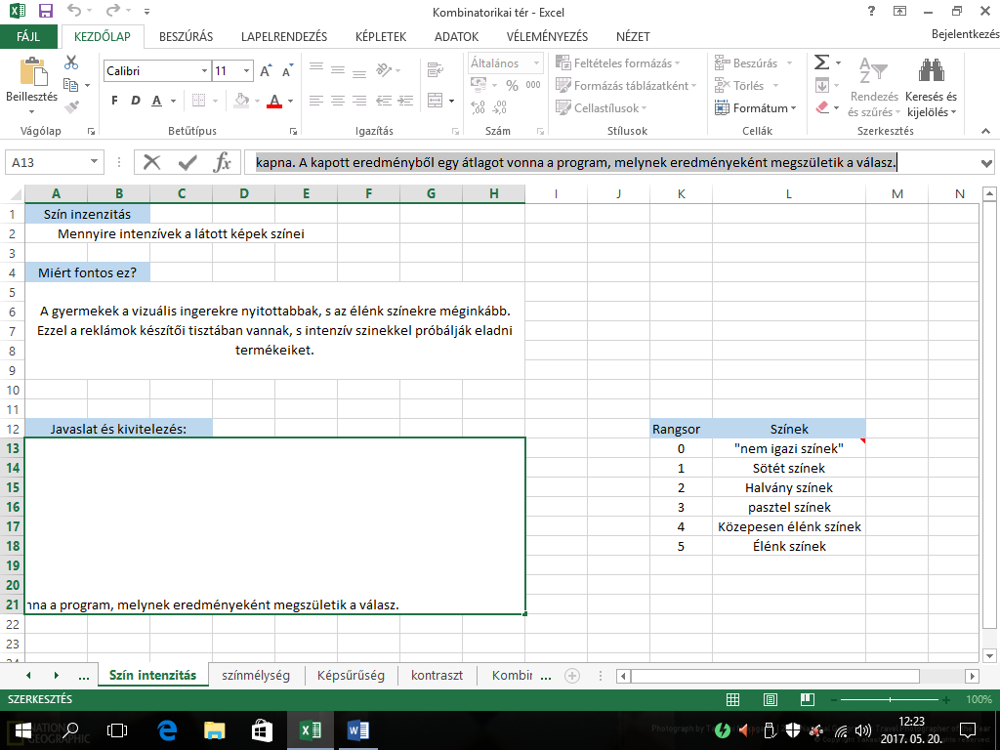 Kombinatorikai tér - Excel
?
Bejelentkezés
FÁJL KEZDŐLAP BESZÚRÁS LAPELRENDEZÉS KÉPLETEK ADATOK VÉLEMÉNYEZÉS NÉZET
Beillesztés
Vágólap
Calibri 11
F D A
Betűtípus
Igazítás
Általános
% 000
Szám
Feltételes formázás
Formázás táblázatként
Cellastílusok
Stílusok
Beszúrás
Törlés
Formátum
Cellák
Rendezés és szűrés
Keresés és kijelölés
Szerkesztés
A13
fx
kapna. A kapott eredményből egy átlagot vonna a program, melynek eredményeként megszületik a válasz.
A B C D E F G H I J K L M N
1 Szín inzenzitás
2 Mennyire intenzívek a látott képek színei
3
4 Miért fontos ez?
5
6 A gyermekek a vizuális ingerekre nyitottabbak, s az élénk színekre méginkább.
7 Ezzel a reklámok készítői tisztában vannak, s intenzív szinekkel próbálják eladni
8 termékeiket.
9
10
11
12 Javaslat és kivitelezés: Rangsor Színek
13 0 "nem igazi színek"
14 1 Sötét színek
15 2 Halvány színek
16 3 pasztel színek
17 4 Közepesen élénk színek
18 5 Élénk színek
19
20
21 nna a program, melynek eredményeként megszületik a válasz.
22
23
... Szín intenzitás színmélység Képsűrűség kontraszt Kombir ...
SZERKESZTÉS 100%
NATIONAL
GEOGRAPHIC
12:23
2017. 05. 20.